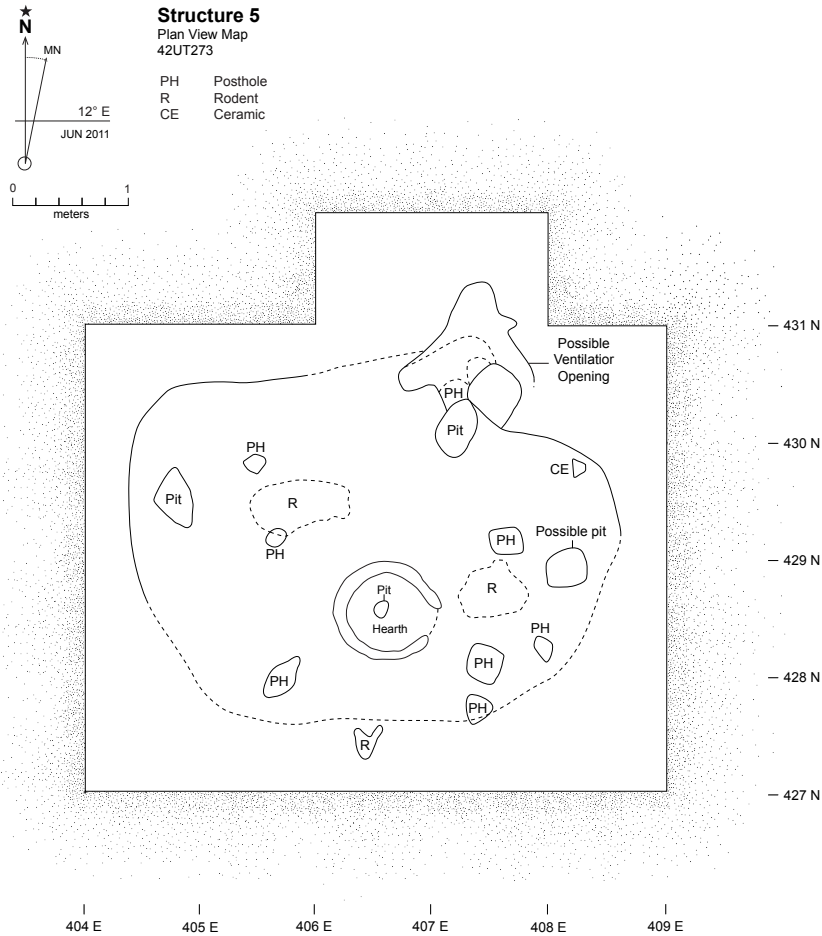 N
MN
12° E
JUN 2011
0 1
meters
Structure 5
Plan View Map
42UT273
PH Posthole
R Rodent
CE Ceramic
431 N
Possible
Ventilatior
Opening
PH
Pit
430 N
PH
CE
Pit
R
PH
Possible pit
PH
429 N
R
Pit
Hearth
PH
PH
PH
428 N
PH
R
427 N
404 E
405 E
406 E
407 E
408 E
409 E